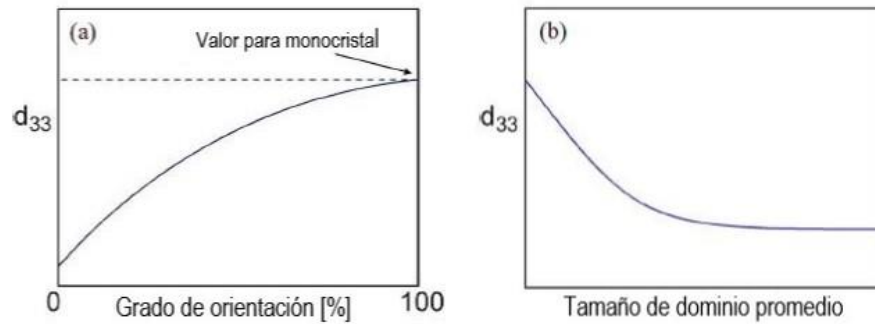 (a)
Valor para monocristal
d33
0
Grado de orientación [%]
100
(b)
d33
Tamaño de dominio promedio